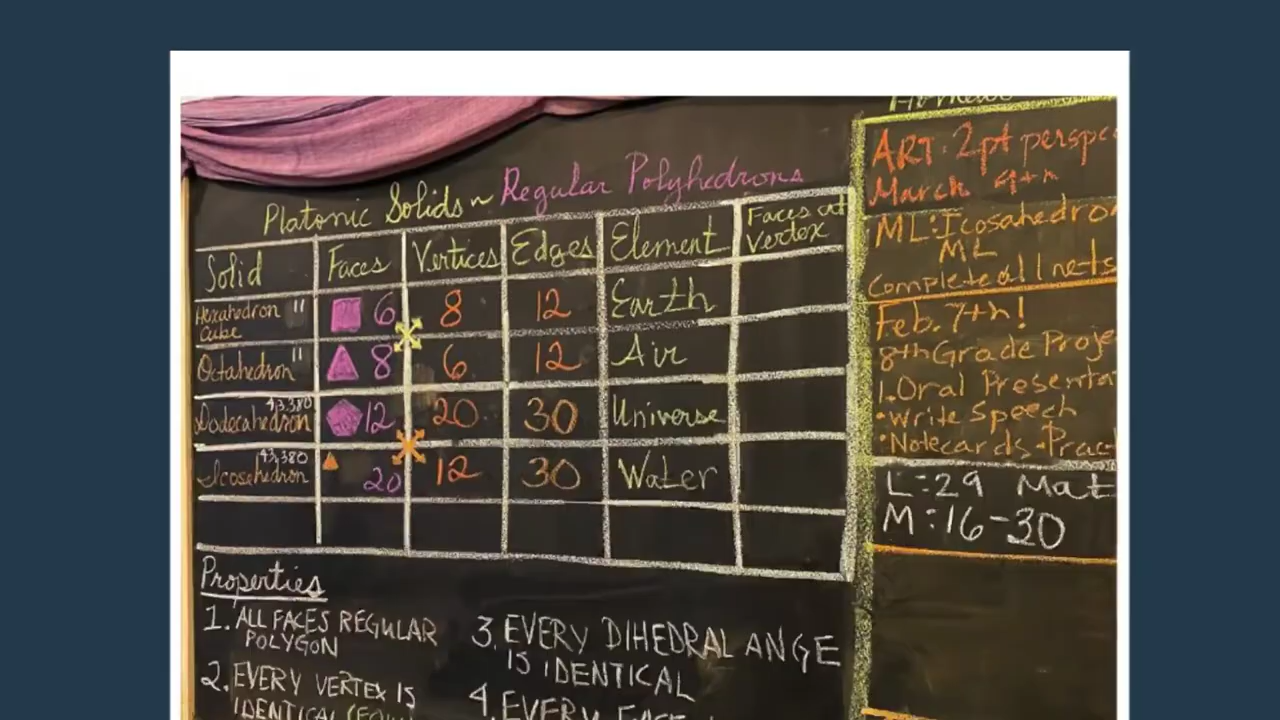 Platonic Solids ~ Regular Polyhedrons
Solid Faces Vertices Edges Element Faces at Vertex
Hexahedron " Cube 6 8 12 Earth
Octahedron " 8 6 12 Air
Dodecahedron 43,380 12 20 30 Universe
Icosahedron 43,380 20 12 30 Water
Properties
1. ALL FACES REGULAR
POLYGON
2. EVERY VERTEX IS
IDENTICAL
3. EVERY DIHEDRAL ANGE
IS IDENTICAL
4. EVERY FACE
ART: 2pt perspe
March 9th
ML: Icosahedron
ML
Complete all nets
Feb. 7th!
8th Grade Proje
1. Oral Presenta
• Write Speech
• Notecards - Prac
L: 29 Mat
M: 16-30